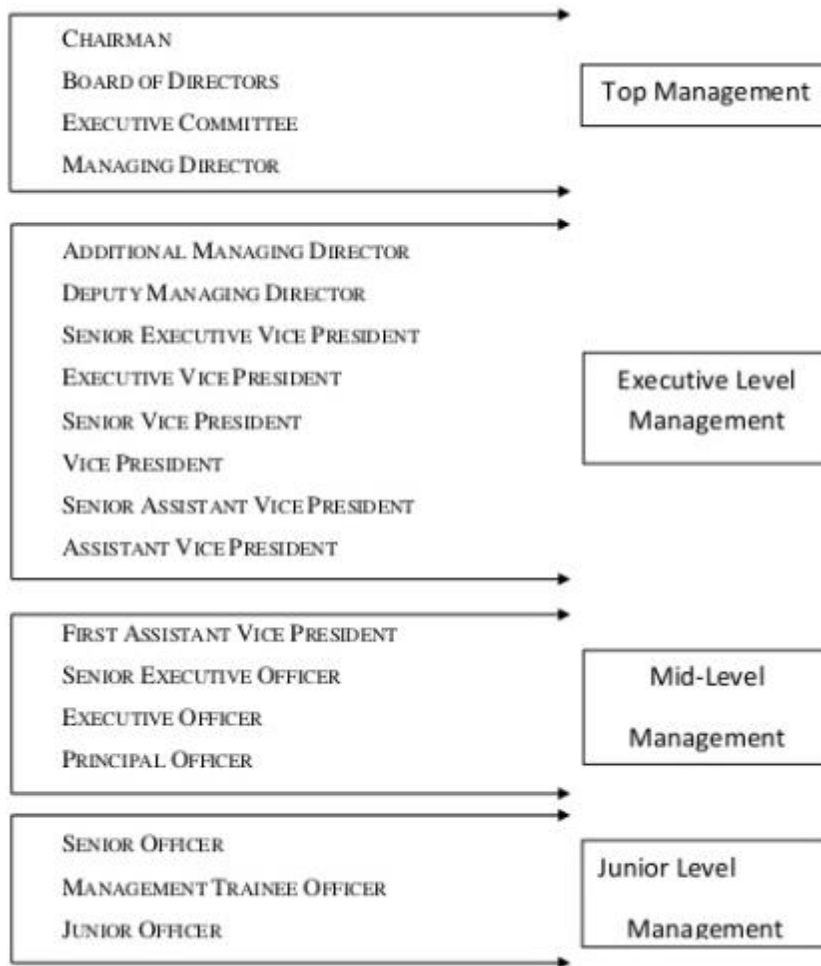 CHAIRMAN
BOARD OF DIRECTORS
EXECUTIVE COMMITTEE
MANAGING DIRECTOR
Top Management
ADDITIONAL MANAGING DIRECTOR
DEPUTY MANAGING DIRECTOR
SENIOR EXECUTIVE VICE PRESIDENT
EXECUTIVE VICE PRESIDENT
SENIOR VICE PRESIDENT
VICE PRESIDENT
SENIOR ASSISTANT VICE PRESIDENT
ASSISTANT VICE PRESIDENT
Executive Level
Management
FIRST ASSISTANT VICE PRESIDENT
SENIOR EXECUTIVE OFFICER
EXECUTIVE OFFICER
PRINCIPAL OFFICER
Mid-Level
Management
SENIOR OFFICER
MANAGEMENT TRAINEE OFFICER
JUNIOR OFFICER
Junior Level
Management